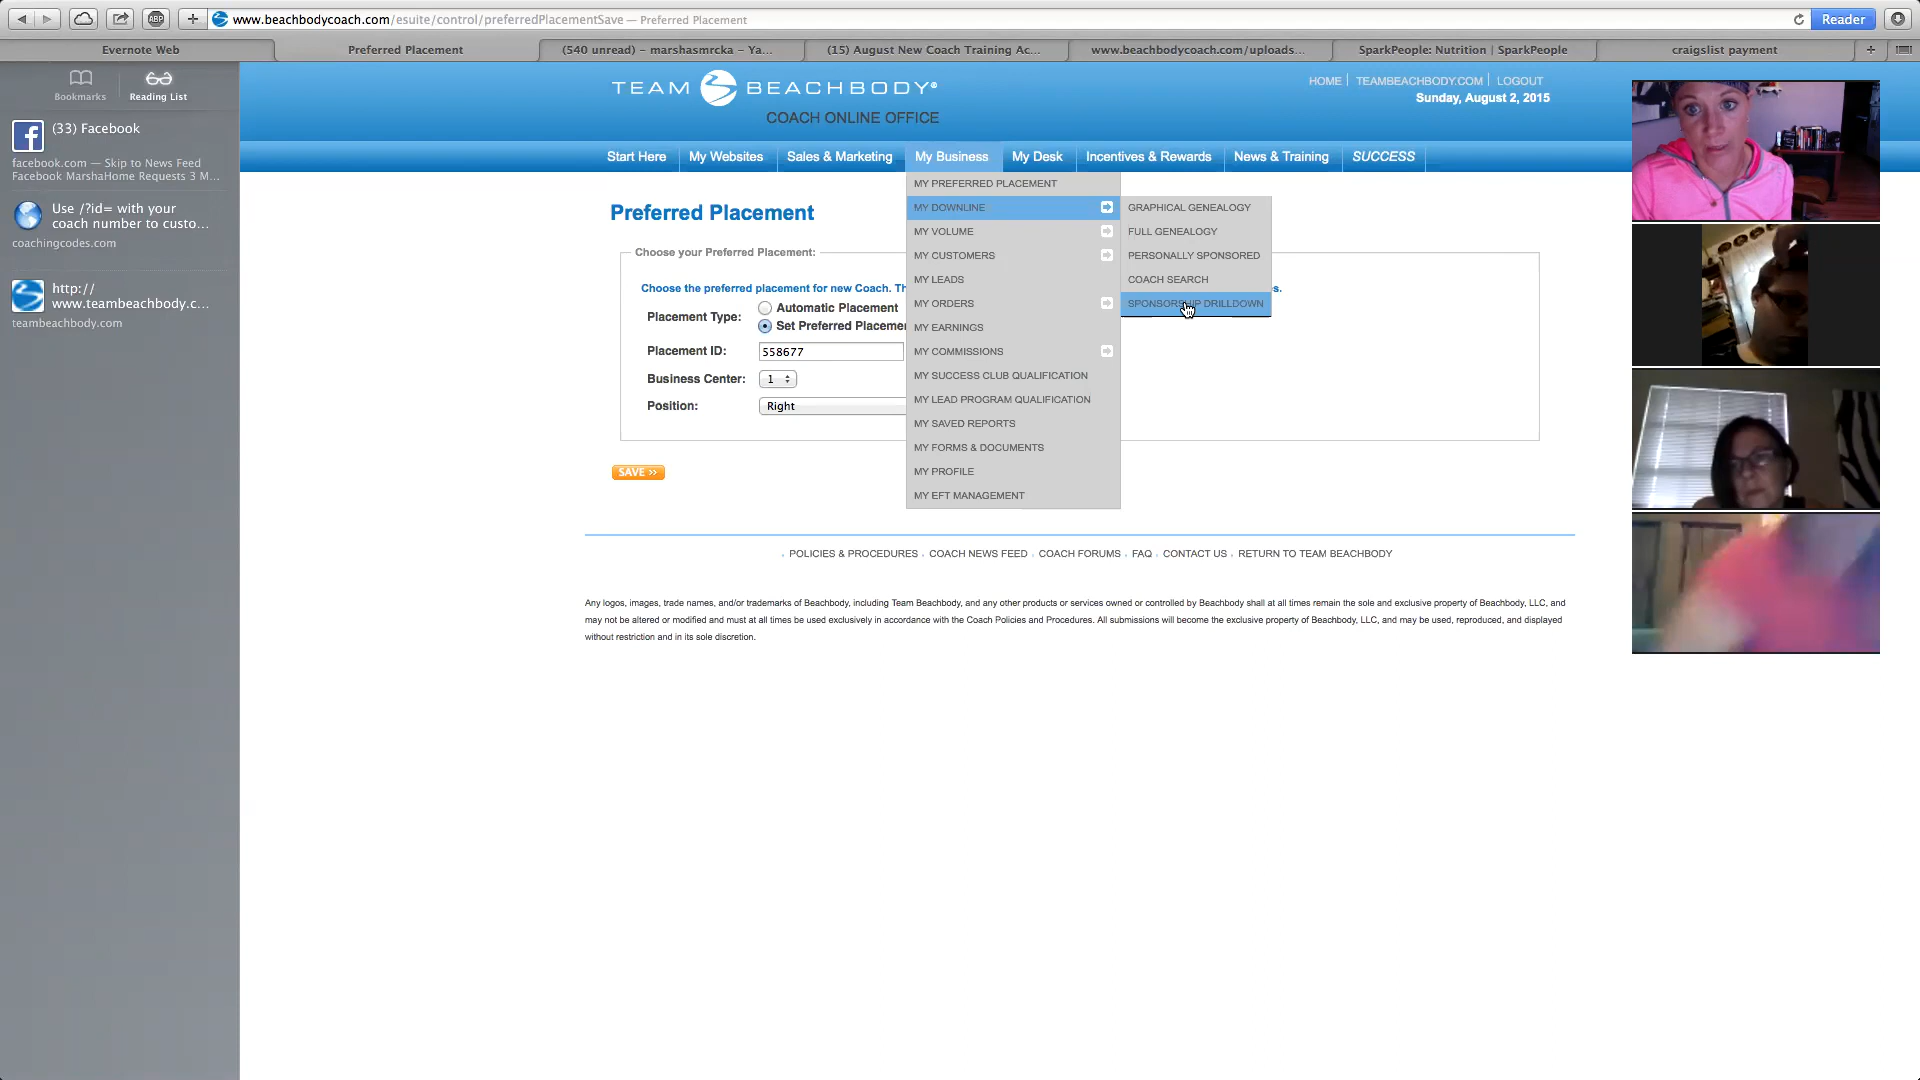 www.beachbodycoach.com/esuite/control/preferredPlacementSave — Preferred Placement
Reader
ABP
Evernote Web
Preferred Placement
(540 unread) – marshasmrcka – Ya...
(15) August New Coach Training Ac...
www.beachbodycoach.com/uploads...
SparkPeople: Nutrition | SparkPeople
craigslist payment
Bookmarks
Reading List
(33) Facebook
facebook.com — Skip to News Feed
Facebook MarshaHome Requests 3 M...
Use /?id= with your
coach number to custo...
coachingcodes.com
http://
www.teambeachbody.c...
teambeachbody.com
TEAM BEACHBODY®
COACH ONLINE OFFICE
HOME | TEAMBEACHBODY.COM | LOGOUT
Sunday, August 2, 2015
Start Here
My Websites
Sales & Marketing
My Business
My Desk
Incentives & Rewards
News & Training
SUCCESS
MY PREFERRED PLACEMENT
MY DOWNLINE
MY VOLUME
MY CUSTOMERS
MY LEADS
MY ORDERS
MY EARNINGS
MY COMMISSIONS
MY SUCCESS CLUB QUALIFICATION
MY LEAD PROGRAM QUALIFICATION
MY SAVED REPORTS
MY FORMS & DOCUMENTS
MY PROFILE
MY EFT MANAGEMENT
GRAPHICAL GENEALOGY
FULL GENEALOGY
PERSONALLY SPONSORED
COACH SEARCH
SPONSORSHIP DRILLDOWN
Preferred Placement
Choose your Preferred Placement:
Choose the preferred placement for new Coach. Th
es.
Placement Type:
Automatic Placement
Set Preferred Placemen
Placement ID: 558677
Business Center: 1
Position: Right
SAVE >>
POLICIES & PROCEDURES . COACH NEWS FEED . COACH FORUMS . FAQ . CONTACT US . RETURN TO TEAM BEACHBODY
Any logos, images, trade names, and/or trademarks of Beachbody, including Team Beachbody, and any other products or services owned or controlled by Beachbody shall at all times remain the sole and exclusive property of Beachbody, LLC, and
may not be altered or modified and must at all times be used exclusively in accordance with the Coach Policies and Procedures. All submissions will become the exclusive property of Beachbody, LLC, and may be used, reproduced, and displayed
without restriction and in its sole discretion.